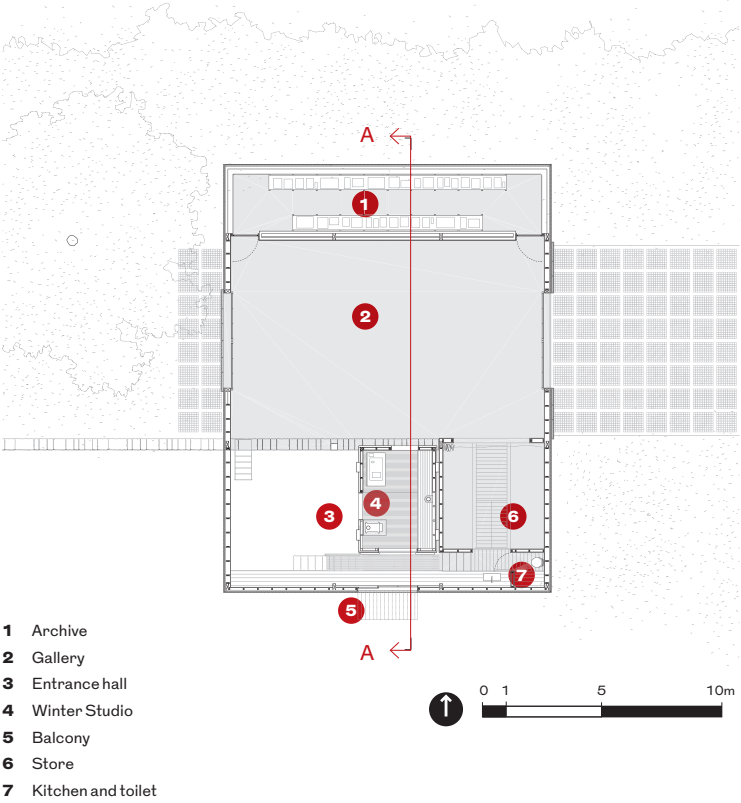 A
1
2
3
4
6
7
5
A
1 Archive
2 Gallery
3 Entrance hall
4 Winter Studio
5 Balcony
6 Store
7 Kitchen and toilet
0 1 5 10m